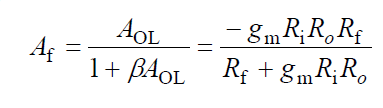 A_f = A_OL / (1 + βA_OL) = −g_m R_i R_o R_f / (R_f + g_m R_i R_o)